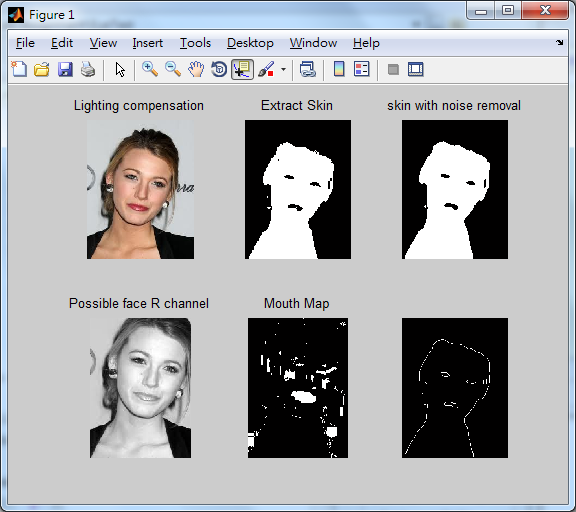 Figure 1
File Edit View Insert Tools Desktop Window Help
Lighting compensation Extract Skin skin with noise removal
Possible face R channel Mouth Map